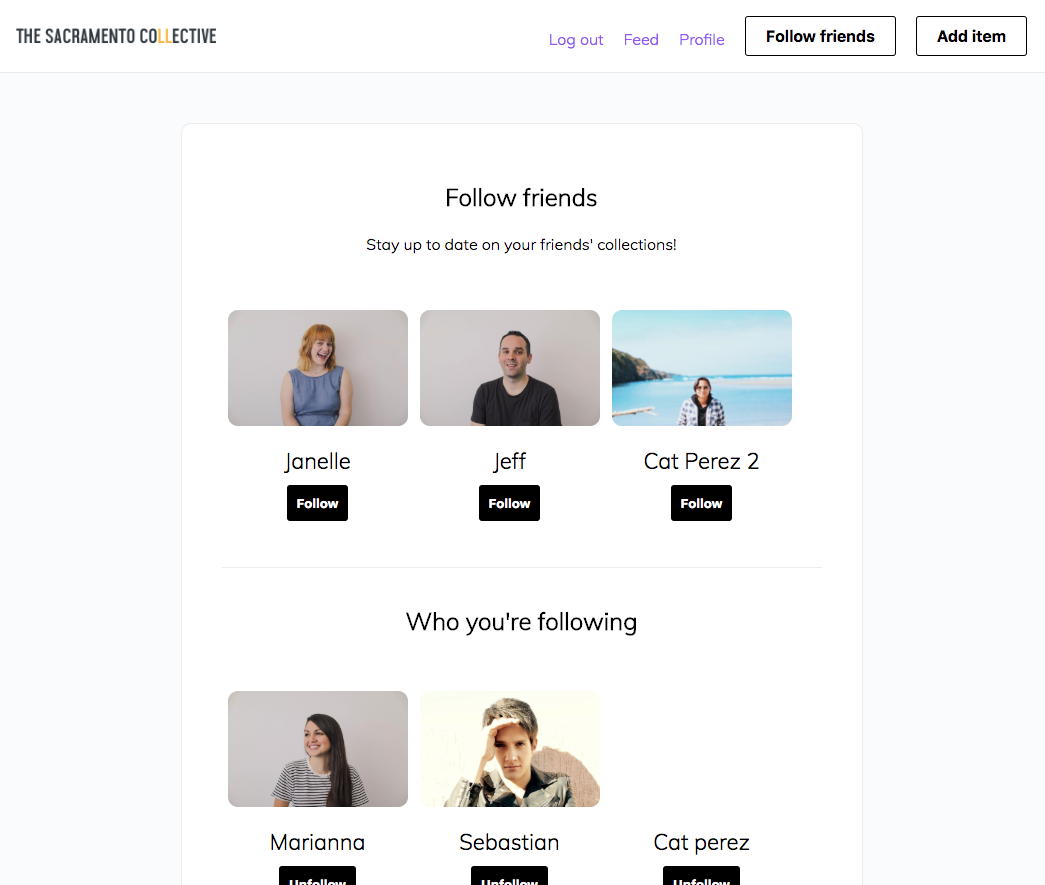 THE SACRAMENTO COLLECTIVE
Log out Feed Profile Follow friends Add item
Follow friends
Stay up to date on your friends' collections!
Janelle Jeff Cat Perez 2
Follow Follow Follow
Who you're following
Marianna Sebastian Cat perez
Unfollow Unfollow Unfollow